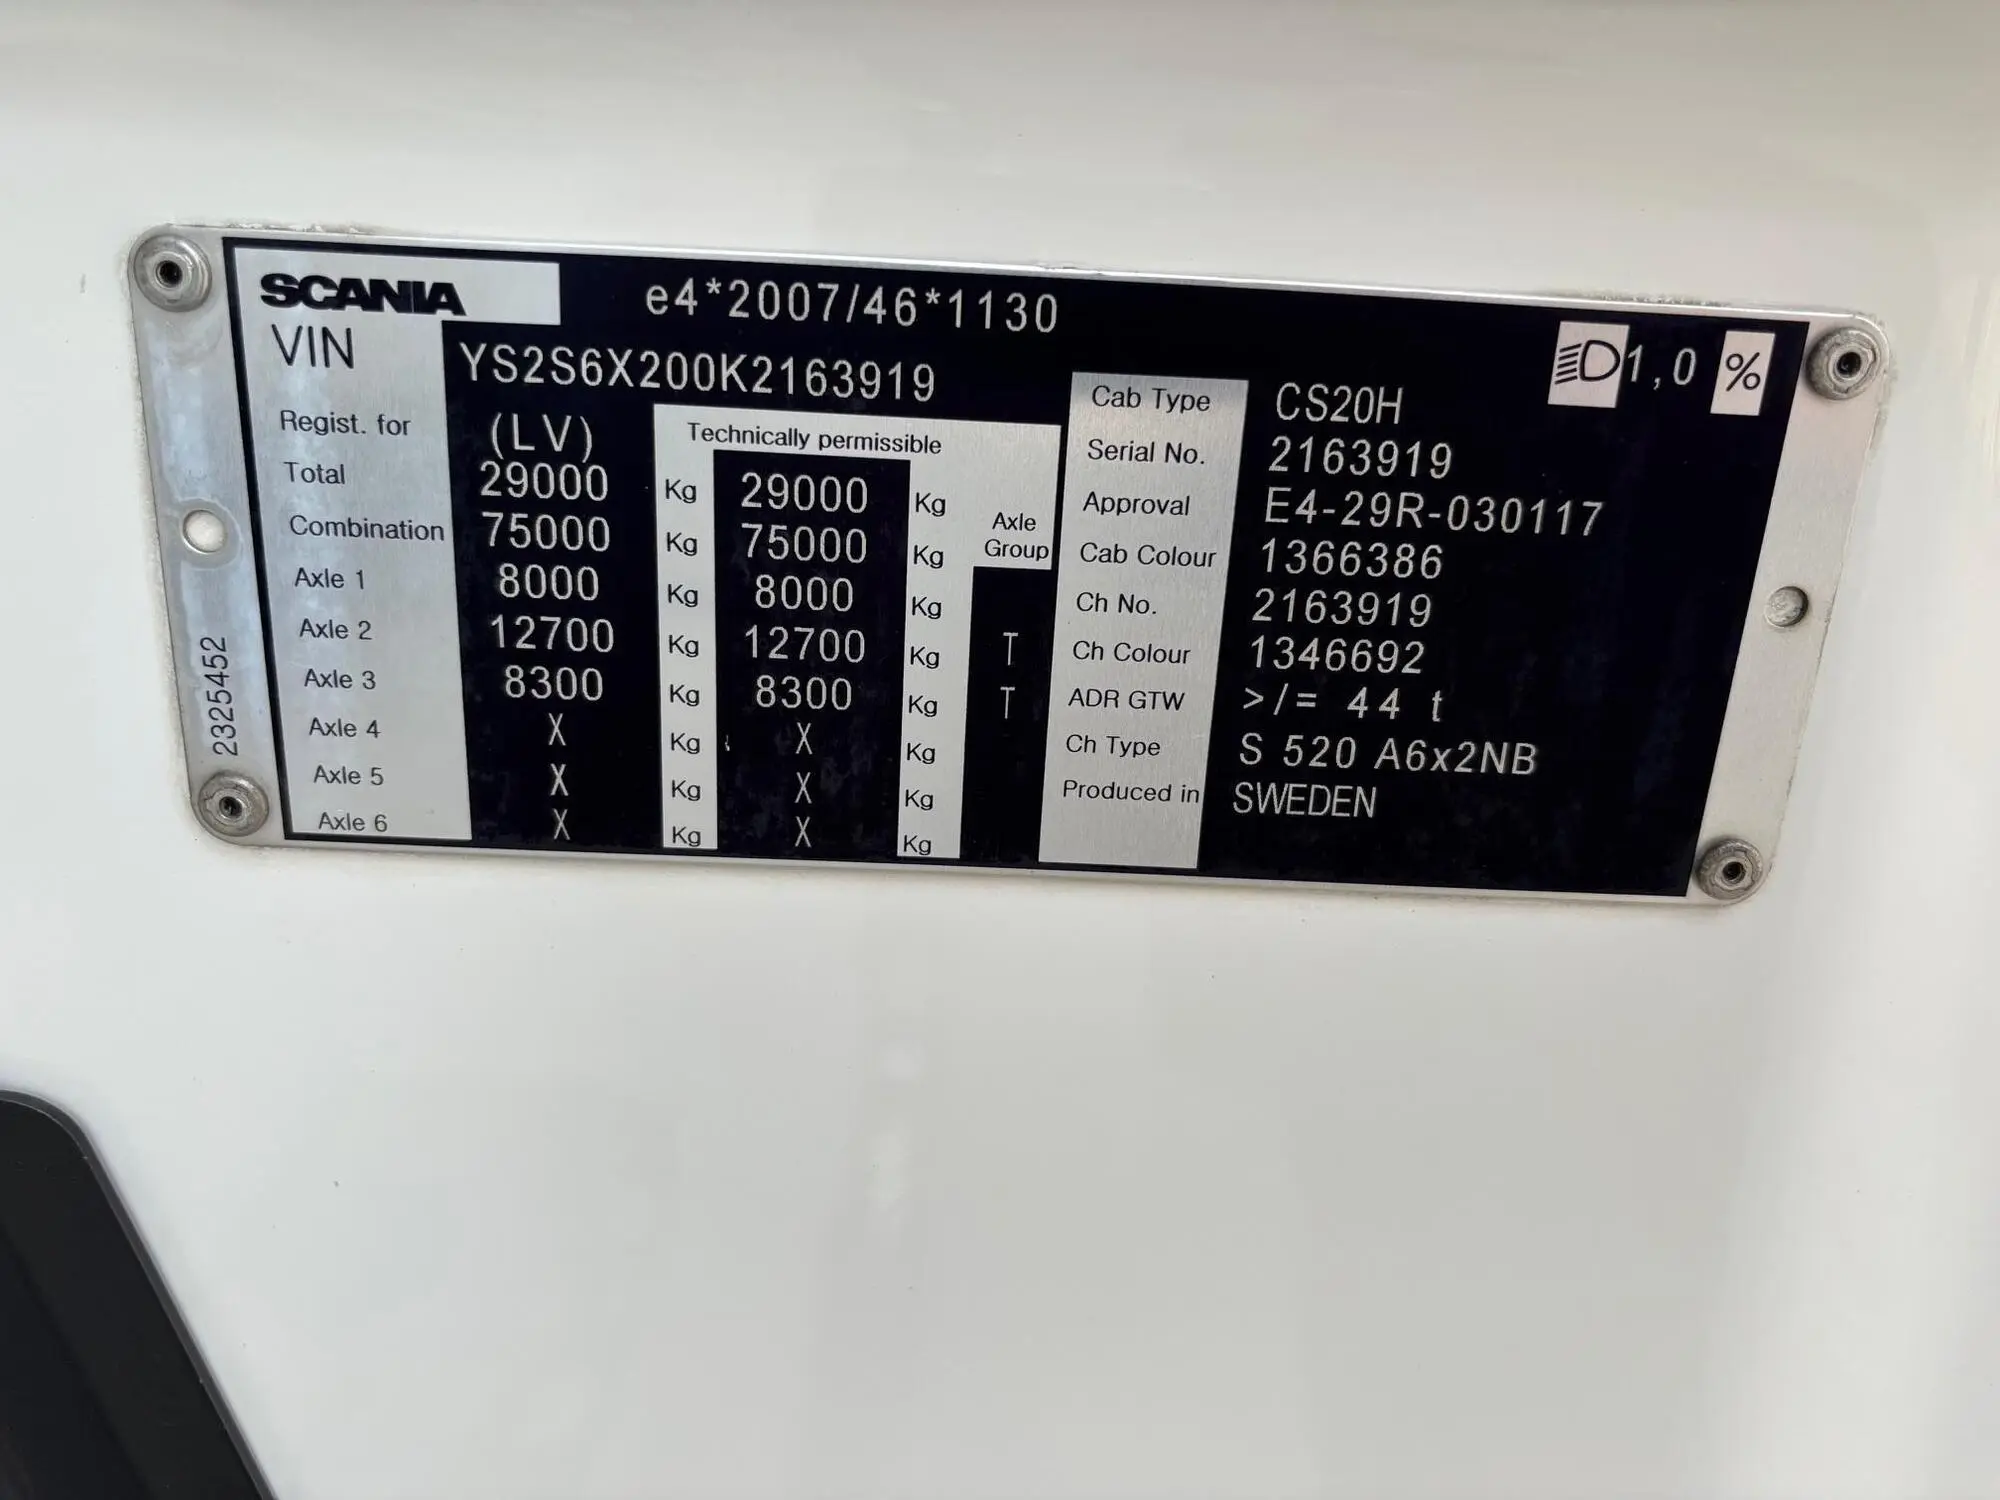 SCANIA e4*2007/46*1130
VIN YS2S6X200K2163919
1,0 %
Regist. for (LV)
Technically permissible
Total 29000 Kg 29000 Kg
Combination 75000 Kg 75000 Kg
Axle Group
Axle 1 8000 Kg 8000 Kg
Axle 2 12700 Kg 12700 Kg T
Axle 3 8300 Kg 8300 Kg T
Axle 4 X Kg X Kg
Axle 5 X Kg X Kg
Axle 6 X Kg X Kg
Cab Type CS20H
Serial No. 2163919
Approval E4-29R-030117
Cab Colour 1366386
Ch No. 2163919
Ch Colour 1346692
ADR GTW >/= 44 t
Ch Type S 520 A6x2NB
Produced in SWEDEN
2325452